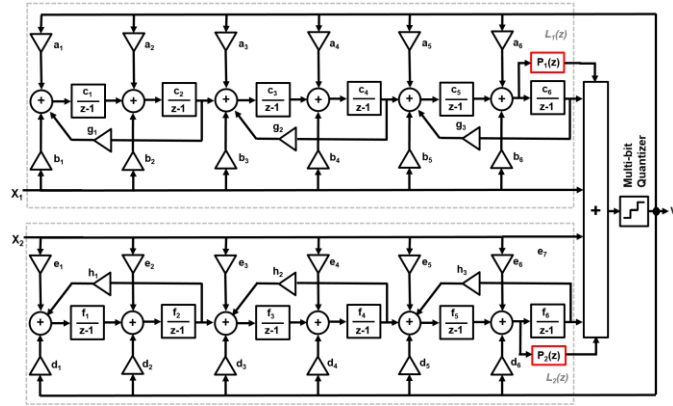 a1 a2 a3 a4 a5 a6 L1(z)
P1(z)
+ c1 z-1 + c2 z-1 + c3 z-1 + c4 z-1 + c5 z-1 + c6 z-1
g1 g2 g3
b1 b2 b3 b4 b5 b6
X1
Multi-bit
Quantizer
+
V
X2
e1 e2 e3 e4 e5 e6 e7
h1 h2 h3
+ f1 z-1 + f2 z-1 + f3 z-1 + f4 z-1 + f5 z-1 + f6 z-1
P2(z)
d1 d2 d3 d4 d5 d6 L2(z)